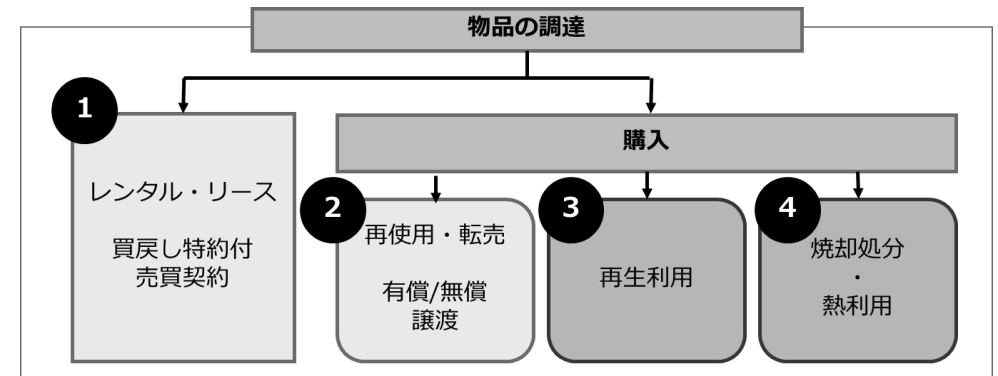 物品の調達
1
レンタル・リース
買戻し特約付
売買契約
購入
2
再使用・転売
有償/無償
譲渡
3
再生利用
4
焼却処分
・
熱利用